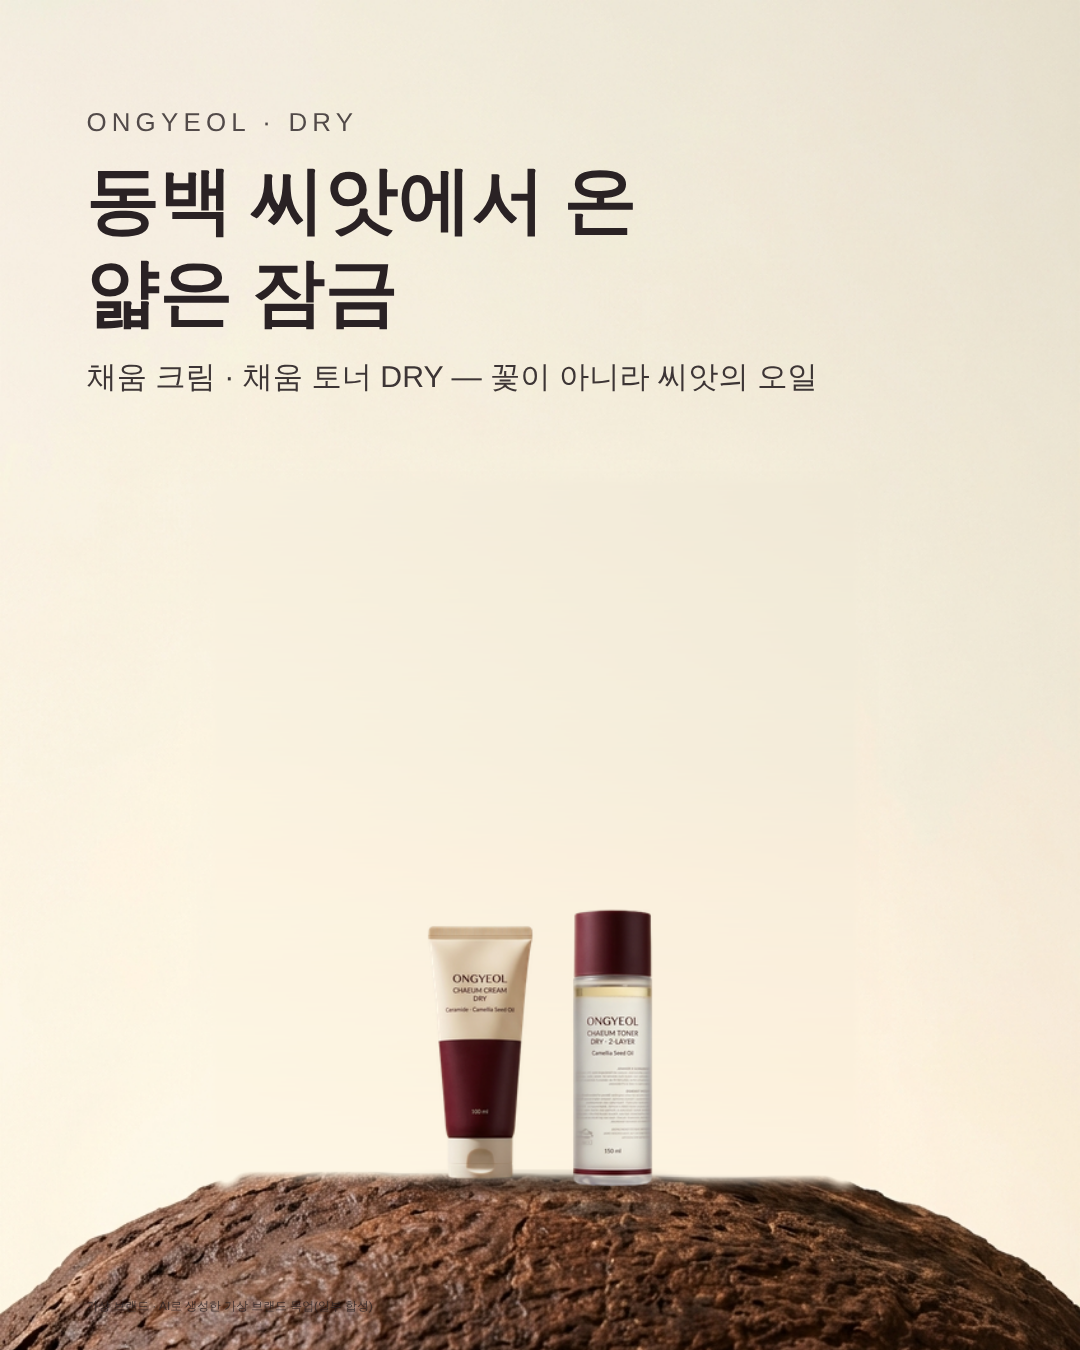 ONGYEOL · DRY
동백 씨앗에서 온
얇은 잠금
채움 크림 · 채움 토너 DRY — 꽃이 아니라 씨앗의 오일
ONGYEOL
CHAEUM CREAM
DRY
Ceramide · Camellia Seed Oil
100 ml
ONGYEOL
CHAEUM TONER
DRY · 2-LAYER
Camellia Seed Oil
150 ml